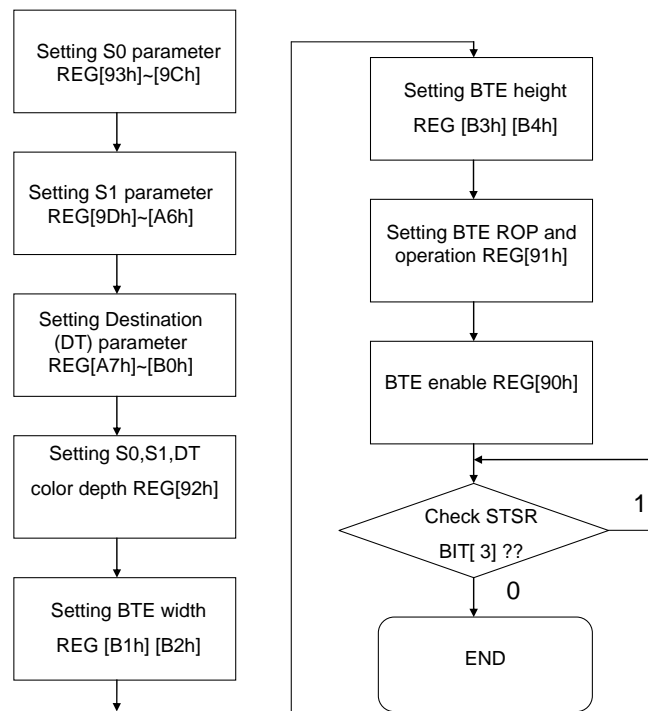 Setting S0 parameter
REG[93h]~[9Ch]
Setting S1 parameter
REG[9Dh]~[A6h]
Setting Destination
(DT) parameter
REG[A7h]~[B0h]
Setting S0,S1,DT
color depth REG[92h]
Setting BTE width
REG [B1h] [B2h]
Setting BTE height
REG [B3h] [B4h]
Setting BTE ROP and
operation REG[91h]
BTE enable REG[90h]
Check STSR
BIT[ 3] ??
1
0
END